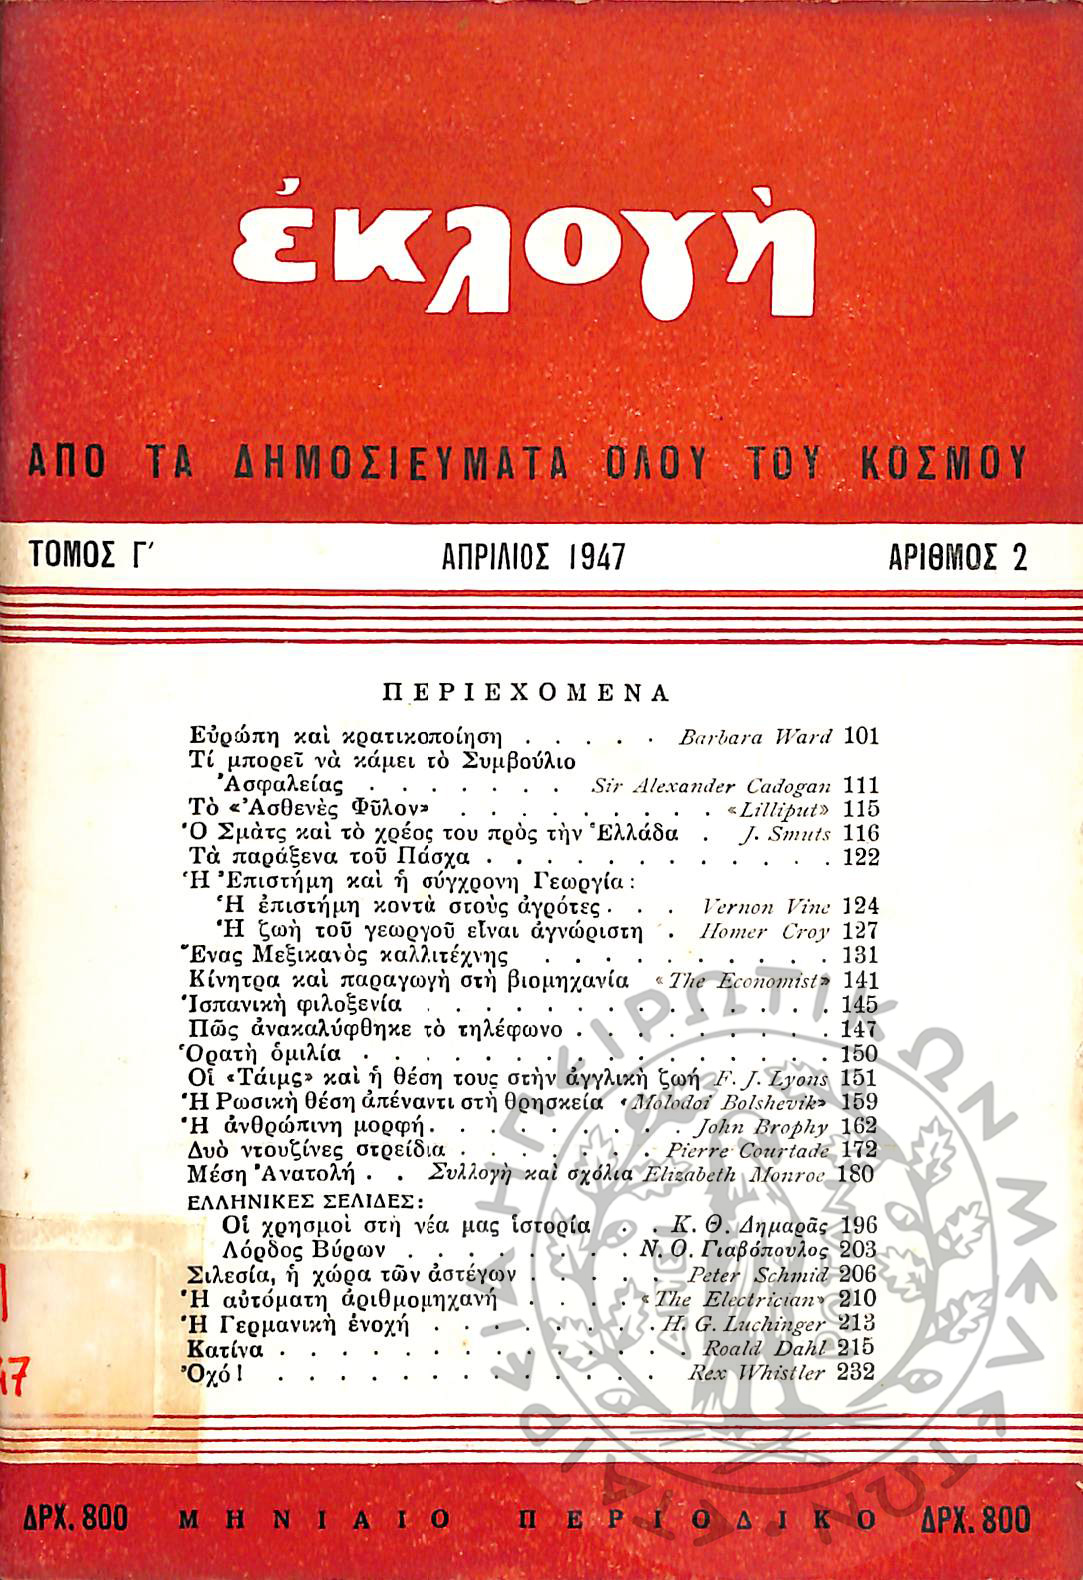 ἐκλογὴ
ΑΠΟ ΤΑ ΔΗΜΟΣΙΕΥΜΑΤΑ ΟΛΟΥ ΤΟΥ ΚΟΣΜΟΥ
ΤΟΜΟΣ Γ′ ΑΠΡΙΛΙΟΣ 1947 ΑΡΙΘΜΟΣ 2
ΠΕΡΙΕΧΟΜΕΝΑ
Εὐρώπη καὶ κρατικοποίηση . . . . . Barbara Ward 101
Τί μπορεῖ νὰ κάμει τὸ Συμβούλιο
Ἀσφαλείας . . . . . . . Sir Alexander Cadogan 111
Τὸ «Ἀσθενὲς Φῦλον» . . . . . . . . . «Lilliput» 115
Ὁ Σμὰτς καὶ τὸ χρέος του πρὸς τὴν Ἑλλάδα . J. Smuts 116
Τὰ παράξενα τοῦ Πάσχα . . . . . . . . . . . . 122
Ἡ Ἐπιστήμη καὶ ἡ σύγχρονη Γεωργία:
Ἡ ἐπιστήμη κοντὰ στοὺς ἀγρότες . . . Vernon Vine 124
Ἡ ζωὴ τοῦ γεωργοῦ εἶναι ἀγνώριστη . Homer Croy 127
Ἕνας Μεξικανὸς καλλιτέχνης . . . . . . . . . . 131
Κίνητρα καὶ παραγωγὴ στὴ βιομηχανία «The Economist» 141
Ἱσπανικὴ φιλοξενία . . . . . . . . . . . . . 145
Πῶς ἀνακαλύφθηκε τὸ τηλέφωνο . . . . . . . . . 147
Ὁρατὴ ὁμιλία . . . . . . . . . . . . . . . 150
Οἱ «Τάιμς» καὶ ἡ θέση τους στὴν ἀγγλικὴ ζωή F. J. Lyons 151
Ἡ Ρωσικὴ θέση ἀπέναντι στὴ θρησκεία «Molodoi Bolshevik» 159
Ἡ ἀνθρώπινη μορφή . . . . . . . . . John Brophy 162
Δυὸ ντουζίνες στρείδια . . . . . . . Pierre Courtade 172
Μέση Ἀνατολή . . Συλλογὴ καὶ σχόλια Elizabeth Monroe 180
ΕΛΛΗΝΙΚΕΣ ΣΕΛΙΔΕΣ:
Οἱ χρησμοὶ στὴ νέα μας ἱστορία . . Κ. Θ. Δημαρᾶς 196
Λόρδος Βύρων . . . . . . . . Ν. Ο. Γιαβόπουλος 203
Σιλεσία, ἡ χώρα τῶν ἀστέγων . . . . . Peter Schmid 206
Ἡ αὐτόματη ἀριθμομηχανή . . . . «The Electrician» 210
Ἡ Γερμανικὴ ἐνοχή . . . . . . . . H. G. Luchinger 213
Κατίνα . . . . . . . . . . . . . . Roald Dahl 215
Ὀχό! . . . . . . . . . . . . . Rex Whistler 232
ΔΡΧ. 800 ΜΗΝΙΑΙΟ ΠΕΡΙΟΔΙΚΟ ΔΡΧ. 800